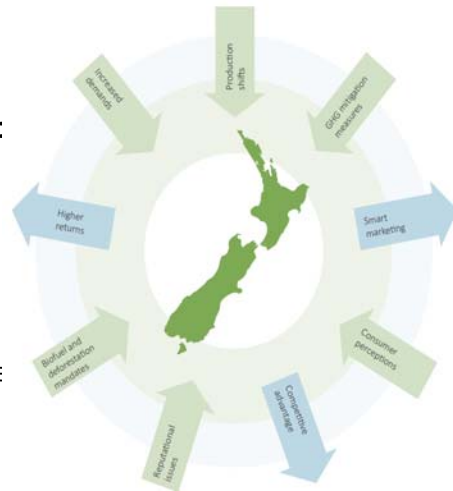 Production
shifts
Increased
demands
GHG mitigation
measures
Higher
returns
Smart
marketing
Biofuel and
deforestation
mandates
Consumer
perceptions
Reputational
issues
Competitive
advantage